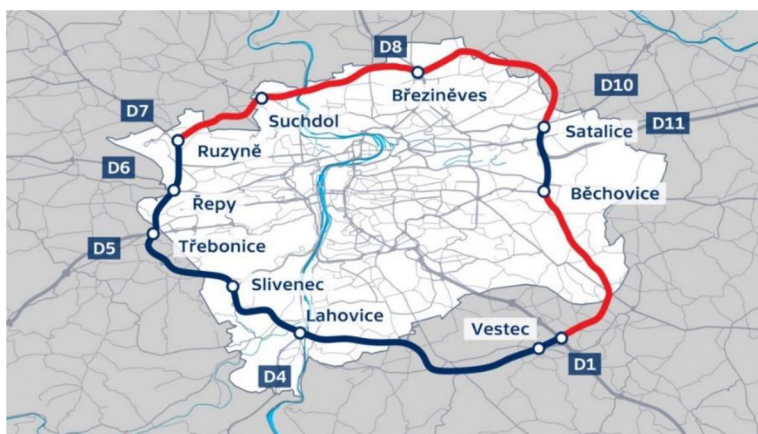 D8
D10
Březiněves
D7
Suchdol
D11
Satalice
Ruzyně
D6
Řepy
Běchovice
D5
Třebonice
Slivenec
Lahovice
Vestec
D1
D4